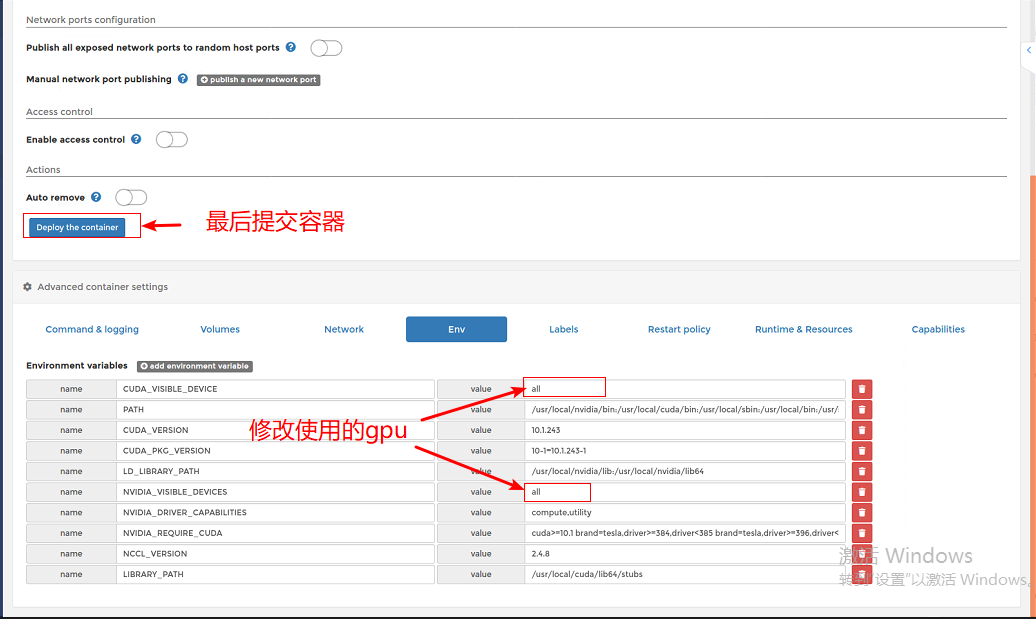 Network ports configuration
Publish all exposed network ports to random host ports
Manual network port publishing publish a new network port
Access control
Enable access control
Actions
Auto remove
Deploy the container 最后提交容器
Advanced container settings
Command & logging Volumes Network Env Labels Restart policy Runtime & Resources Capabilities
Environment variables add environment variable
name CUDA_VISIBLE_DEVICE value all
name PATH value /usr/local/nvidia/bin:/usr/local/cuda/bin:/usr/local/sbin:/usr/local/bin:/usr/
修改使用的gpu
name CUDA_VERSION value 10.1.243
name CUDA_PKG_VERSION value 10-1=10.1.243-1
name LD_LIBRARY_PATH value /usr/local/nvidia/lib:/usr/local/nvidia/lib64
name NVIDIA_VISIBLE_DEVICES value all
name NVIDIA_DRIVER_CAPABILITIES value compute,utility
name NVIDIA_REQUIRE_CUDA value cuda>=10.1 brand=tesla,driver>=384,driver<385 brand=tesla,driver>=396,driver<
name NCCL_VERSION value 2.4.8
name LIBRARY_PATH value /usr/local/cuda/lib64/stubs
激活 Windows
转到"设置"以激活 Windows。